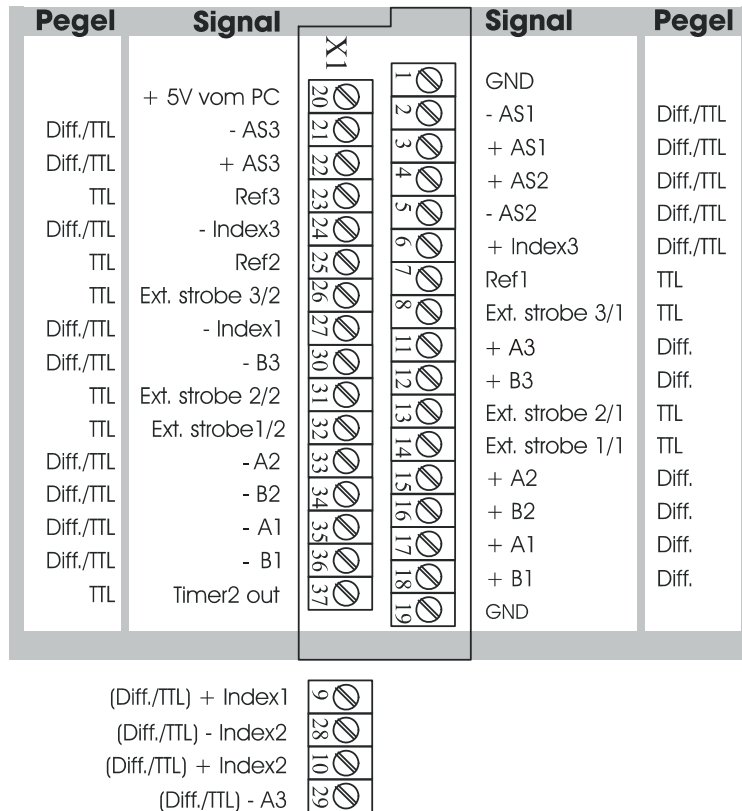 Pegel Signal Signal Pegel
X1
1 GND
+ 5V vom PC 20
2 - AS1 Diff./TTL
Diff./TTL - AS3 21
3 + AS1 Diff./TTL
Diff./TTL + AS3 22
4 + AS2 Diff./TTL
TTL Ref3 23
5 - AS2 Diff./TTL
Diff./TTL - Index3 24
6 + Index3 Diff./TTL
TTL Ref2 25
7 Ref1 TTL
TTL Ext. strobe 3/2 26
8 Ext. strobe 3/1 TTL
Diff./TTL - Index1 27
11 + A3 Diff.
Diff./TTL - B3 30
12 + B3 Diff.
TTL Ext. strobe 2/2 31
13 Ext. strobe 2/1 TTL
TTL Ext. strobe1/2 32
14 Ext. strobe 1/1 TTL
Diff./TTL - A2 33
15 + A2 Diff.
Diff./TTL - B2 34
16 + B2 Diff.
Diff./TTL - A1 35
17 + A1 Diff.
Diff./TTL - B1 36
18 + B1 Diff.
TTL Timer2 out 37
19 GND
(Diff./TTL) + Index1 9
(Diff./TTL) - Index2 28
(Diff./TTL) + Index2 10
(Diff./TTL) - A3 29